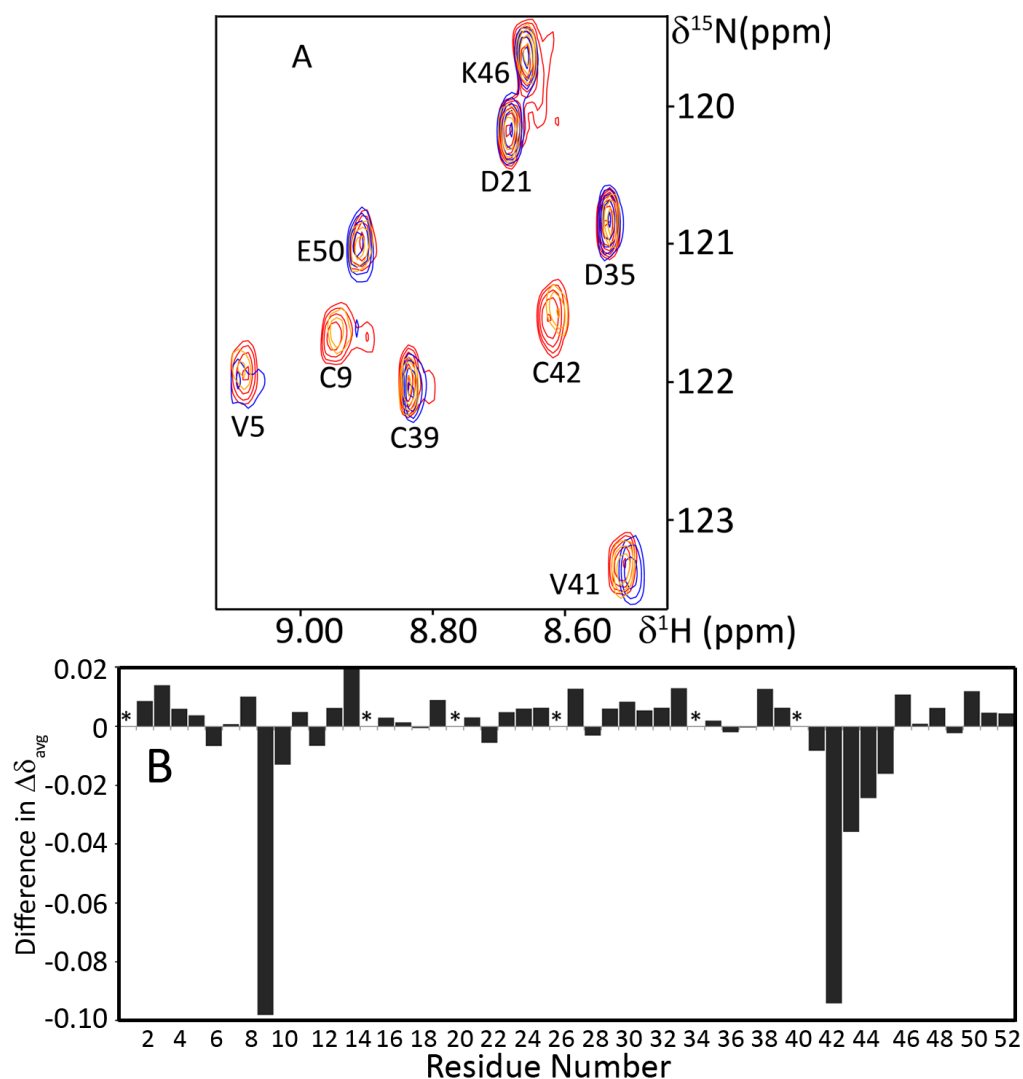 A
δ¹⁵N(ppm)
K46
120
D21
E50
121
D35
C9
C42
122
V5
C39
123
V41
9.00 8.80 8.60 δ¹H (ppm)
0.02
* * * * * *
0
B
-0.02
-0.04
-0.06
-0.08
-0.10
Difference in Δδavg
2 4 6 8 10 12 14 16 18 20 22 24 26 28 30 32 34 36 38 40 42 44 46 48 50 52
Residue Number